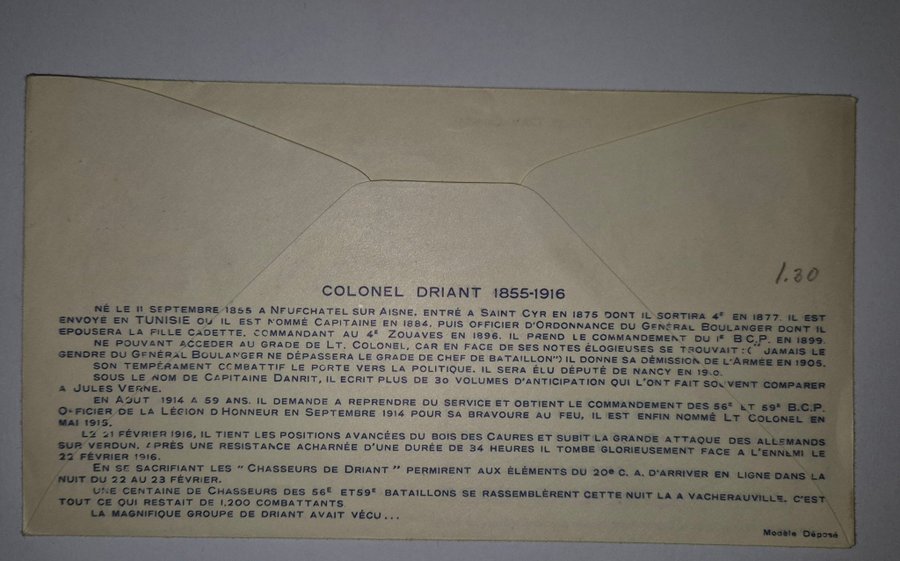 1.30
COLONEL DRIANT 1855-1916
NÉ LE 11 SEPTEMBRE 1855 A NEUFCHATEL SUR AISNE, ENTRÉ A SAINT CYR EN 1875 DONT IL SORTIRA 4E EN 1877. IL EST
ENVOYÉ EN TUNISIE OU IL EST NOMMÉ CAPITAINE EN 1884, PUIS OFFICIER D'ORDONNANCE DU GENÉRAL BOULANGER DONT IL
EPOUSERA LA FILLE CADETTE. COMMANDANT AU 4E ZOUAVES EN 1896. IL PREND LE COMMANDEMENT DU 1E B.C.P. EN 1899.
NE POUVANT ACCEDER AU GRADE DE LT. COLONEL, CAR EN FACE DE SES NOTES ÉLOGIEUSES SE TROUVAIT :(" JAMAIS LE
GENDRE DU GENÉRAL BOULANGER NE DÉPASSERA LE GRADE DE CHEF DE BATAILLON") IL DONNE SA DÉMISSION DE L'ARMÉE EN 1905.
SON TEMPÉRAMENT COMBATTIF LE PORTE VERS LA POLITIQUE. IL SERA ÉLU DÉPUTÉ DE NANCY EN
SOUS LE NOM DE CAPITAINE DANRIT, IL ECRIT PLUS DE 30 VOLUMES D'ANTICIPATION QUI L'ONT FAIT SOUVENT COMPARER
A JULES VERNE.
EN AOUT 1914 A 59 ANS. IL DEMANDE A REPRENDRE DU SERVICE ET OBTIENT LE COMMANDEMENT DES 56E ET 59E B.C.P.
OFFICIER DE LA LÉGION D'HONNEUR EN SEPTEMBRE 1914 POUR SA BRAVOURE AU FEU, IL EST ENFIN NOMMÉ LT COLONEL EN
MAI 1915.
LE 21 FÉVRIER 1916, IL TIENT LES POSITIONS AVANCÉES DU BOIS DES CAURES ET SUBIT LA GRANDE ATTAQUE DES ALLEMANDS
SUR VERDUN. APRÈS UNE RESISTANCE ACHARNÉE D'UNE DURÉE DE 34 HEURES IL TOMBE GLORIEUSEMENT FACE A L'ENNEMI LE
22 FÉVRIER 1916.
EN SE SACRIFIANT LES " CHASSEURS DE DRIANT " PERMIRENT AUX ÉLÉMENTS DU 20e C. A. D'ARRIVER EN LIGNE DANS LA
NUIT DU 22 AU 23 FÉVRIER.
UNE CENTAINE DE CHASSEURS DES 56E ET 59E BATAILLONS SE RASSEMBLÈRENT CETTE NUIT LA A VACHERAUVILLE. C'EST
TOUT CE QUI RESTAIT DE 1.200 COMBATTANTS
LA MAGNIFIQUE GROUPE DE DRIANT AVAIT VÉCU...
Modèle Déposé